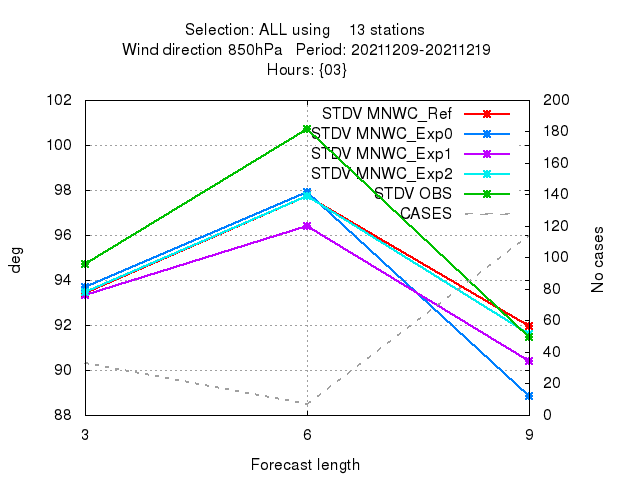 Selection: ALL using    13 stations
Wind direction 850hPa   Period: 20211209-20211219
Hours: {03}
102 200
100 180
98 160
96 140
94 120
92 100
90 80
88 60
40
20
0
STDV MNWC_Ref
STDV MNWC_Exp0
STDV MNWC_Exp1
STDV MNWC_Exp2
STDV OBS
CASES
deg
No cases
3 6 9
Forecast length